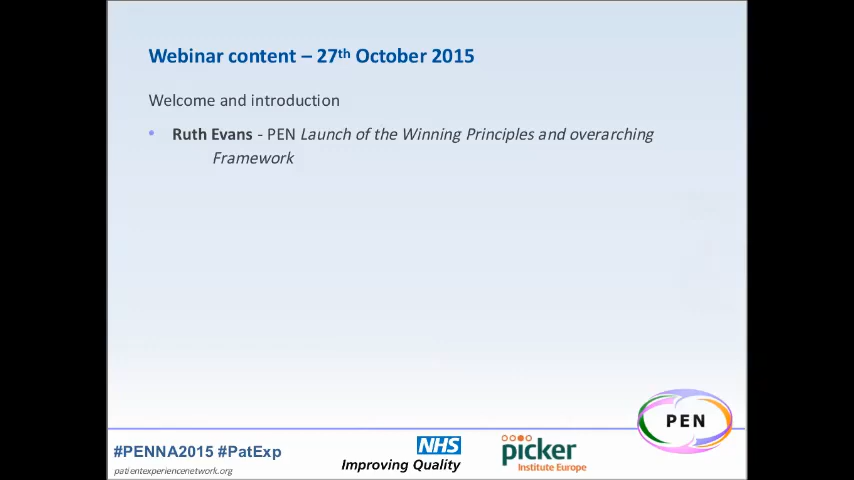 Webinar content – 27th October 2015
Welcome and introduction
• Ruth Evans - PEN Launch of the Winning Principles and overarching
Framework
PEN
#PENNA2015 #PatExp
patientexperiencenetwork.org
NHS
Improving Quality
picker
Institute Europe